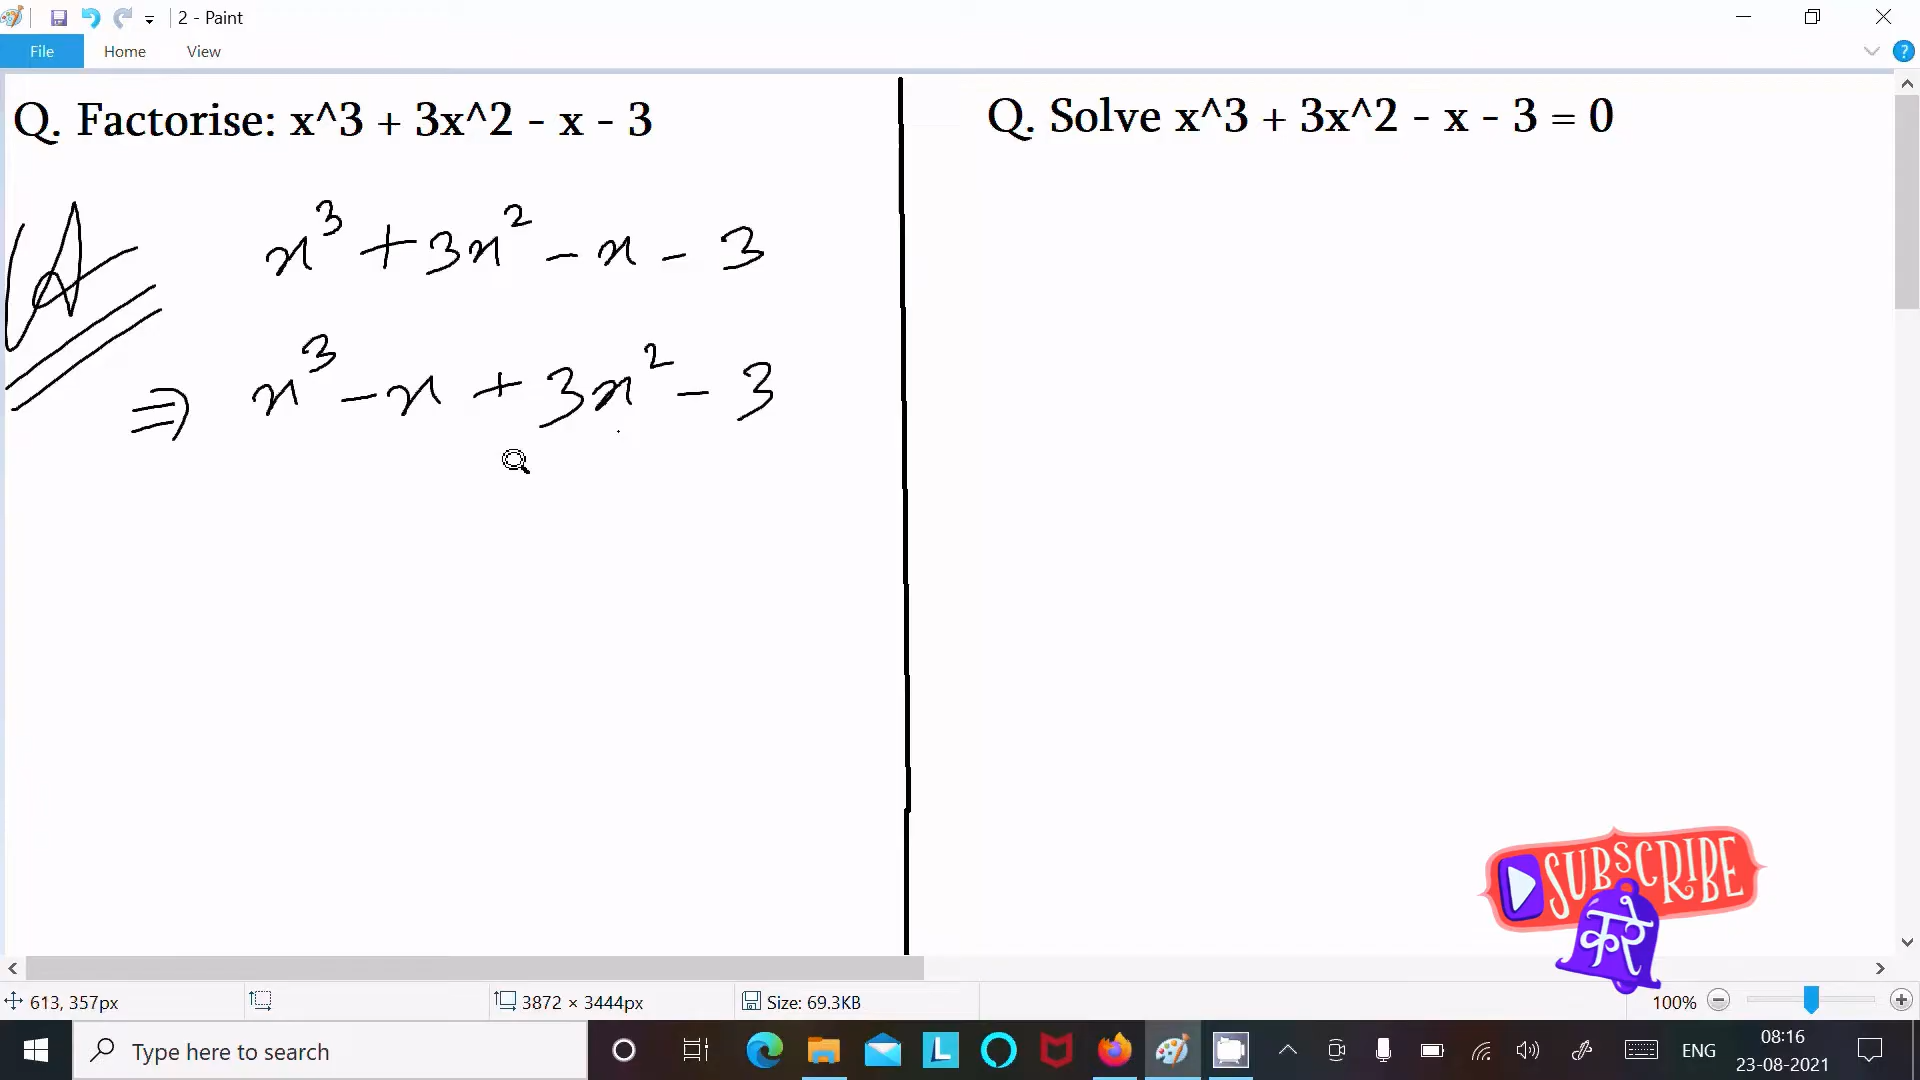 2 - Paint
File Home View
Q. Factorise: x^3 + 3x^2 - x - 3
x³ + 3x² - x - 3
⇒ x³ - x + 3x² - 3
Q. Solve x^3 + 3x^2 - x - 3 = 0
SUBSCRIBE
करे
613, 357px
3872 × 3444px
Size: 69.3KB
100%
Type here to search
L
ENG
08:16
23-08-2021